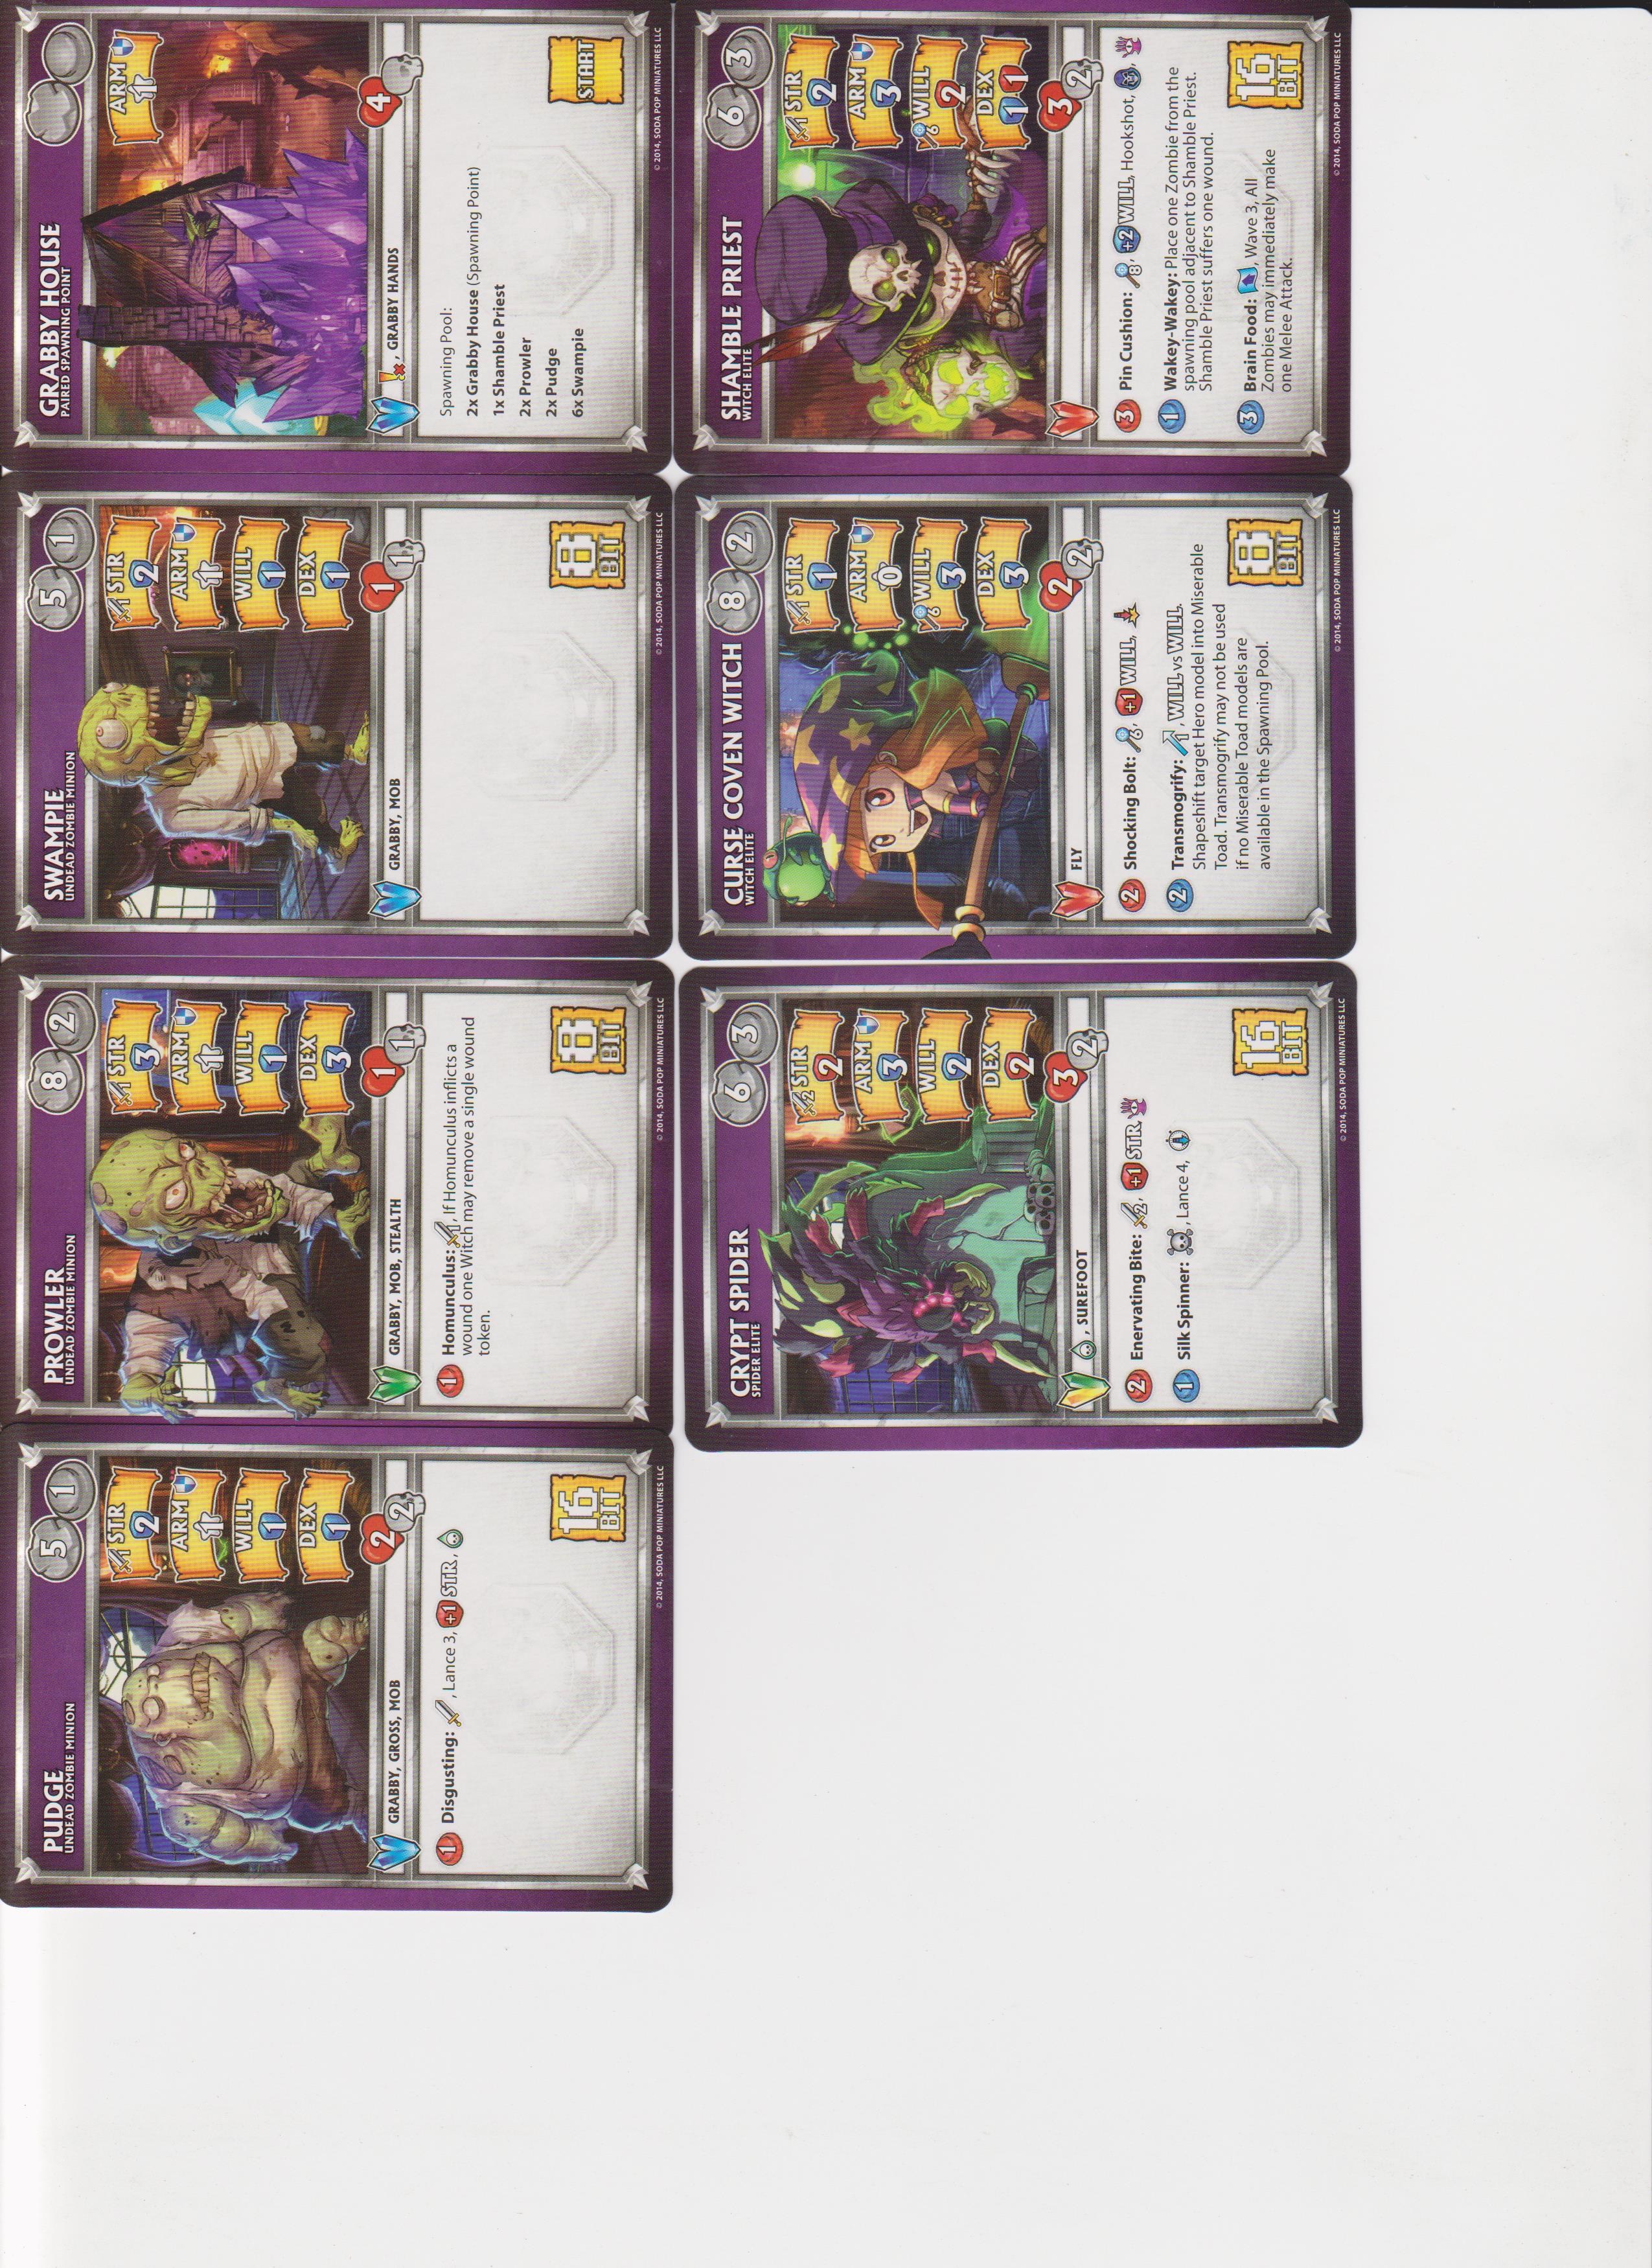 GRABBY HOUSE
PAIRED SPAWNING POINT
ARM
4
, GRABBY HANDS
Spawning Pool:
2x Grabby House (Spawning Point)
1x Shamble Priest
2x Prowler
2x Pudge
6x Swampie
START
© 2014, SODA POP MINIATURES LLC
SWAMPIE
UNDEAD ZOMBIE MINION
5 1
1 STR
2
ARM
WILL
1
DEX
1
1 1
GRABBY, MOB
8
BIT
© 2014, SODA POP MINIATURES LLC
PROWLER
UNDEAD ZOMBIE MINION
8 2
1 STR
3
ARM
WILL
1
DEX
3
1 1
GRABBY, MOB, STEALTH
1 Homunculus: 1, If Homunculus inflicts a
wound one Witch may remove a single wound
token.
8
BIT
© 2014, SODA POP MINIATURES LLC
PUDGE
UNDEAD ZOMBIE MINION
5 1
1 STR
2
ARM
WILL
1
DEX
1
2 2
GRABBY, GROSS, MOB
1 Disgusting: , Lance 3, +1 STR,
16
BIT
© 2014, SODA POP MINIATURES LLC
SHAMBLE PRIEST
WITCH ELITE
6 3
1 STR
2
ARM
3
6 WILL
2
DEX
1 1
3 2
3 Pin Cushion: 8, +2 WILL, Hookshot, ,
1 Wakey-Wakey: Place one Zombie from the
spawning pool adjacent to Shamble Priest.
Shamble Priest suffers one wound.
3 Brain Food: , Wave 3, All
Zombies may immediately make
one Melee Attack.
16
BIT
© 2014, SODA POP MINIATURES LLC
CURSE COVEN WITCH
WITCH ELITE
8 2
1 STR
1
ARM
0
6 WILL
3
DEX
3
2 2
FLY
2 Shocking Bolt: 6, +1 WILL,
2 Transmogrify: , WILL vs WILL.
Shapeshift target Hero model into Miserable
Toad. Transmogrify may not be used
if no Miserable Toad models are
available in the Spawning Pool.
8
BIT
© 2014, SODA POP MINIATURES LLC
CRYPT SPIDER
SPIDER ELITE
6 3
2 STR
2
ARM
3
WILL
2
DEX
2
3 2
, SUREFOOT
2 Enervating Bite: 2, +1 STR,
1 Silk Spinner: , Lance 4,
16
BIT
© 2014, SODA POP MINIATURES LLC